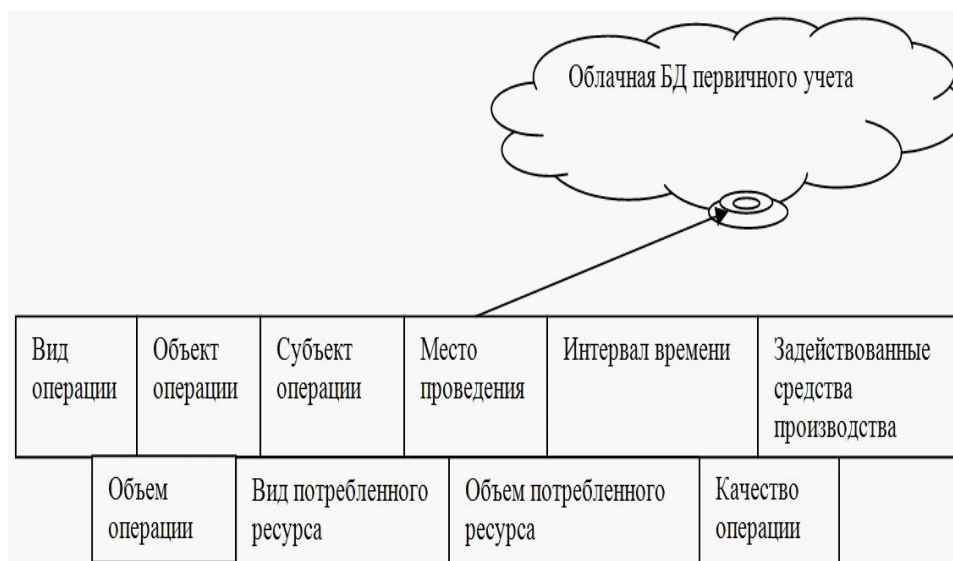 Облачная БД первичного учета
Вид
операции
Объект
операции
Субъект
операции
Место
проведения
Интервал времени
Задействованные
средства
производства
Объем
операции
Вид потребленного
ресурса
Объем потребленного
ресурса
Качество
операции